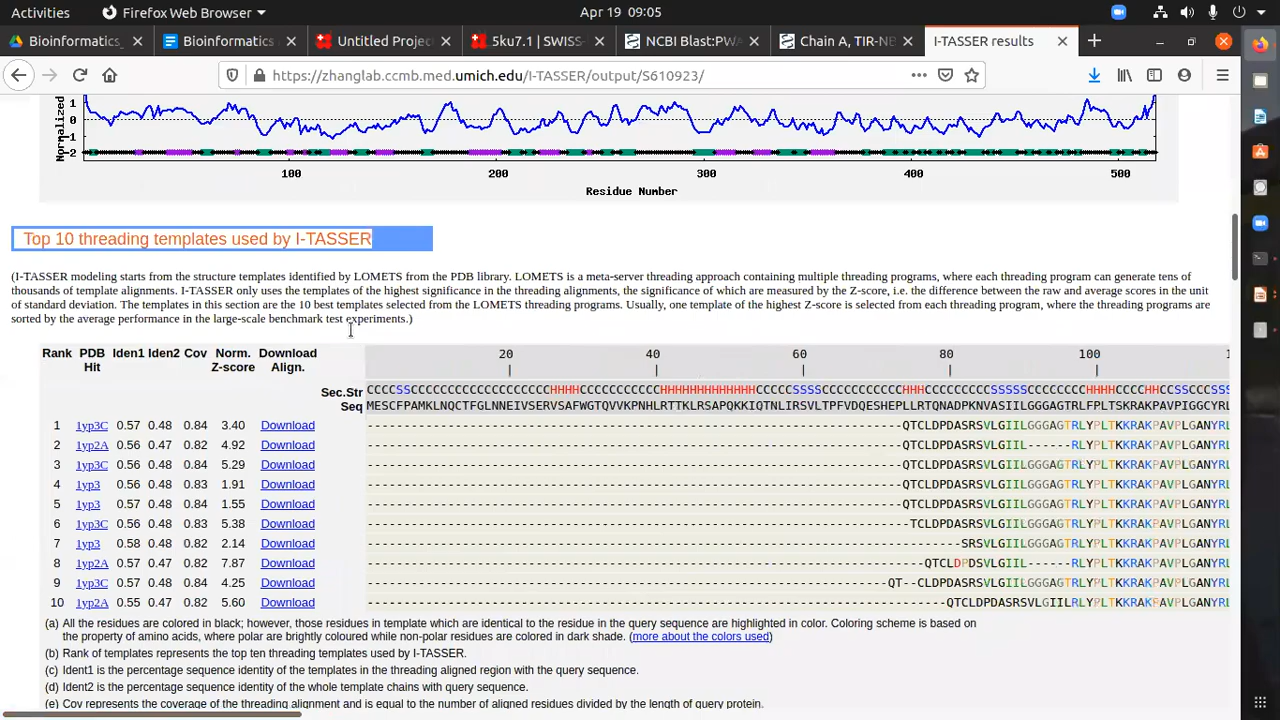 Activities Firefox Web Browser Apr 19 09:05
Bioinformatics_ Bioinformatics Untitled Projec 5ku7.1 | SWISS- NCBI Blast:PWA Chain A, TIR-NB I-TASSER results
https://zhanglab.ccmb.med.umich.edu/I-TASSER/output/S610923/
Normalized
1
0
-1
-2
100 200 300 400 500
Residue Number
Top 10 threading templates used by I-TASSER
(I-TASSER modeling starts from the structure templates identified by LOMETS from the PDB library. LOMETS is a meta-server threading approach containing multiple threading programs, where each threading program can generate tens of
thousands of template alignments. I-TASSER only uses the templates of the highest significance in the threading alignments, the significance of which are measured by the Z-score, i.e. the difference between the raw and average scores in the unit
of standard deviation. The templates in this section are the 10 best templates selected from the LOMETS threading programs. Usually, one template of the highest Z-score is selected from each threading program, where the threading programs are
sorted by the average performance in the large-scale benchmark test experiments.)
Rank PDB Iden1 Iden2 Cov Norm. Download 20 40 60 80 100
Hit Z-score Align.
Sec.Str CCCCSSCCCCCCCCCCCCCCCCCCCHHHHCCCCCCCCCCCHHHHHHHHHHHHHCCCCCSSSSCCCCCCCCCCCHHHCCCCCCCCCSSSSSCCCCCCCCHHHHCCCCHHCCSSCCCSS
Seq MESCFPAMKLNQCTFGLNNEIVSERVSAFWGTQVVKPNHLRTTKLRSAPQKKIQTNLIRSVLTPFVDQESHEPLLRTQNADPKNVASIILGGGAGTRLFPLTSKRAKPAVPIGGCYRL
1 1yp3C 0.57 0.48 0.84 3.40 Download -------------------------------------------------------------------------QTCLDPDASRSVLGIILGGGAGTRLYPLTKKRAKPAVPLGANYRL
2 1yp2A 0.56 0.47 0.82 4.92 Download -------------------------------------------------------------------------QTCLDPDASRSVLGIIL------RLYPLTKKRAKPAVPLGANYRL
3 1yp3C 0.56 0.48 0.82 5.29 Download -------------------------------------------------------------------------QTCLDPDASRSVLGIILGGGAGTRLYPLTKKRAKPAVPLGANYRL
4 1yp3 0.56 0.48 0.83 1.91 Download -------------------------------------------------------------------------QTCLDPDASRSVLGIILGGGAGTRLYPLTKKRAKPAVPLGANYRL
5 1yp3 0.57 0.48 0.84 1.55 Download -------------------------------------------------------------------------QTCLDPDASRSVLGIILGGGAGTRLYPLTKKRAKPAVPLGANYRL
6 1yp3C 0.56 0.48 0.83 5.38 Download --------------------------------------------------------------------------TCLDPDASRSVLGIILGGGAGTRLYPLTKKRAKPAVPLGANYRL
7 1yp3 0.58 0.48 0.82 2.14 Download ---------------------------------------------------------------------------------SRSVLGIILGGGAGTRLYPLTKKRAKPAVPLGANYRL
8 1yp2A 0.57 0.47 0.82 7.87 Download ----------------------------------------------------------------------------QTCLDPDSVLGIIL------RLYPLTKKRAKPAVPLGANYRL
9 1yp3C 0.57 0.48 0.84 4.25 Download -----------------------------------------------------------------------QT--CLDPDASRSVLGIILGGGAGTRLYPLTKKRAKPAVPLGANYRL
10 1yp2A 0.55 0.47 0.82 5.60 Download -------------------------------------------------------------------------------QTCLDPDASRSVLGIILRLYPLTKKRAKPAVPLGANYRL
(a) All the residues are colored in black; however, those residues in template which are identical to the residue in the query sequence are highlighted in color. Coloring scheme is based on
the property of amino acids, where polar are brightly coloured while non-polar residues are colored in dark shade. (more about the colors used)
(b) Rank of templates represents the top ten threading templates used by I-TASSER.
(c) Ident1 is the percentage sequence identity of the templates in the threading aligned region with the query sequence.
(d) Ident2 is the percentage sequence identity of the whole template chains with query sequence.
(e) Cov represents the coverage of the threading alignment and is equal to the number of aligned residues divided by the length of query protein.